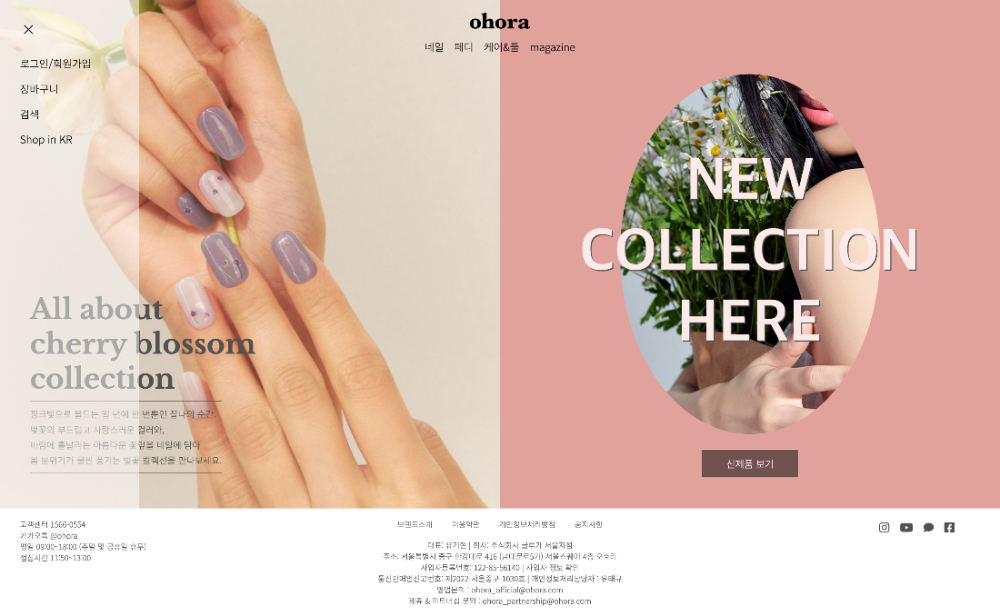 ohora
네일 페디 케어&툴 magazine
로그인/회원가입
장바구니
검색
Shop in KR
All about
cherry blossom
collection
핑크빛으로 물드는 일 년에 한 번뿐인 찰나의 순간.
벚꽃의 부드럽고 사랑스러운 컬러와,
바람에 흩날리는 아름다운 꽃잎을 네일에 담아
봄 분위기가 물씬 풍기는 벚꽃 컬렉션을 만나보세요.
NEW
COLLECTION
HERE
신제품 보기
고객센터 1566-0554
카카오톡 @ohora
평일 09:00~18:00 (주말 및 공휴일 휴무)
점심시간 11:50~13:00
브랜드소개 이용약관 개인정보처리방침 공지사항
대표: 유기현 | 회사: 주식회사 글루가 서울지점
주소: 서울특별시 중구 한강대로 416 (남대문로5가) 서울스퀘어 4층 오호라
사업자등록번호: 122-85-56140 | 사업자 정보 확인
통신판매업신고번호: 제2022-서울중구-1030호 | 개인정보처리담당자 : 유태규
영업문의 : ohora_official@ohora.com
제휴 & 파트너십 문의 : ohora_partnership@ohora.com